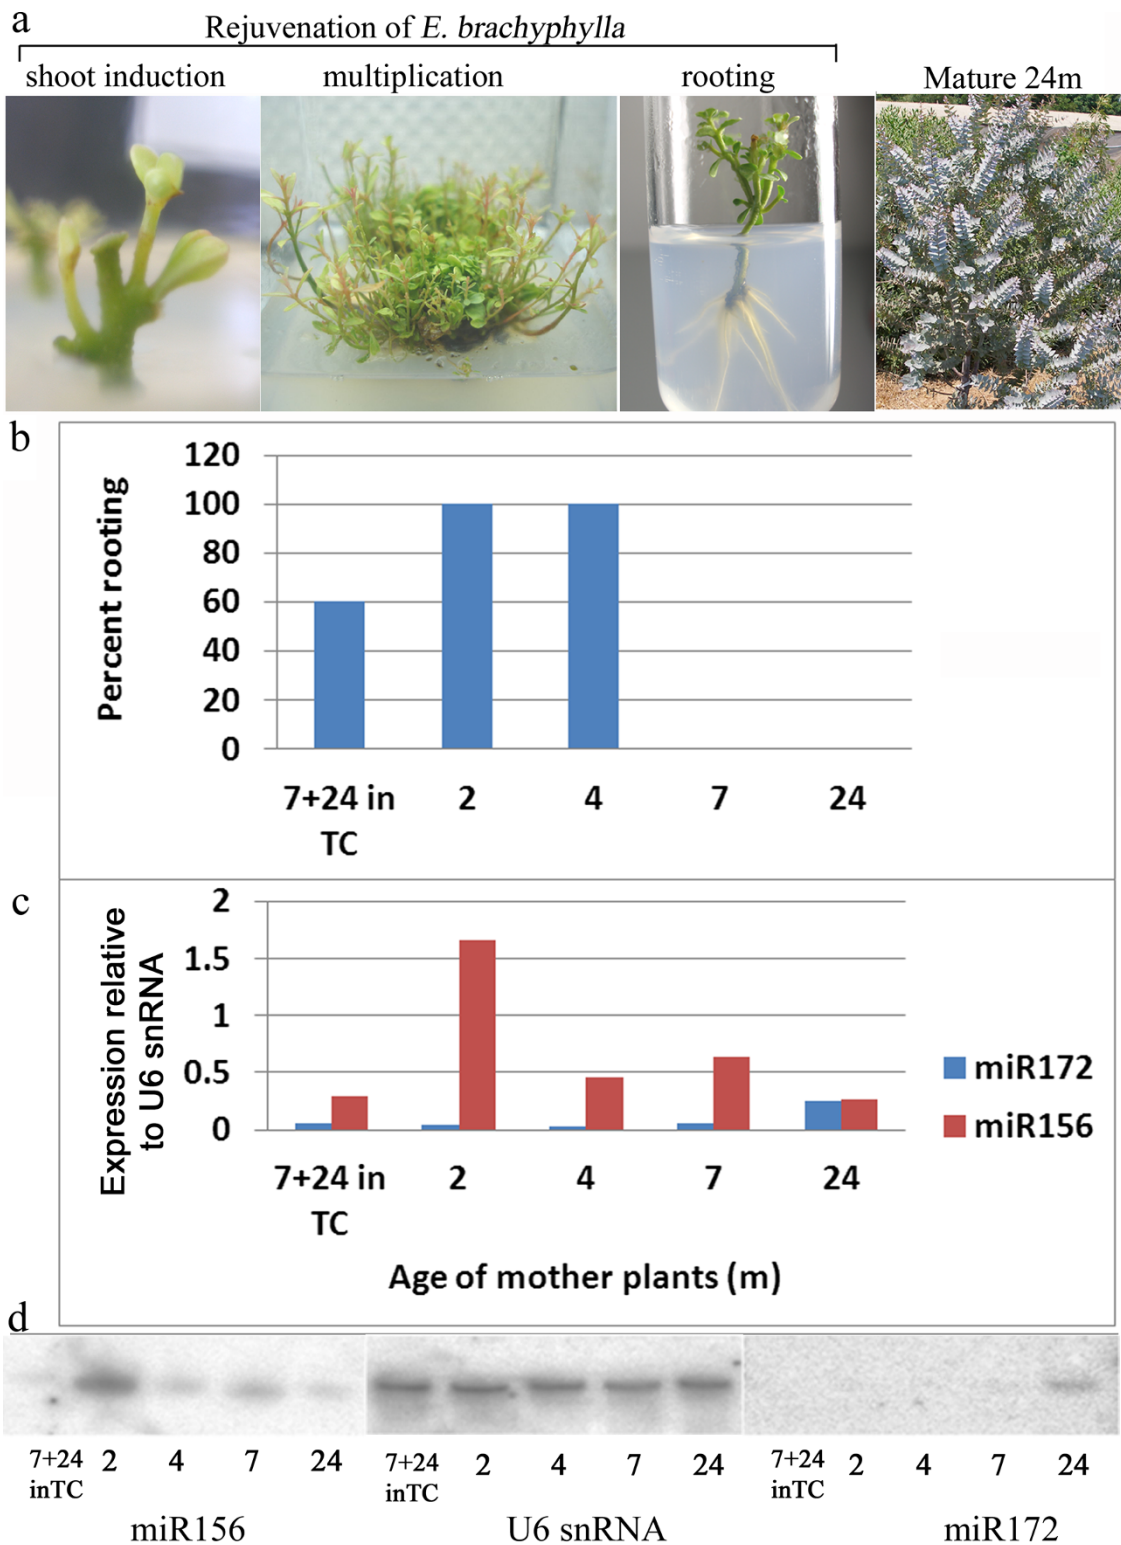 a
Rejuvenation of E. brachyphylla
shoot induction multiplication rooting Mature 24m
b
Percent rooting
120
100
80
60
40
20
0
7+24 in TC 2 4 7 24
c
Expression relative
to U6 snRNA
2
1.5
1
0.5
0
miR172
miR156
7+24 in TC 2 4 7 24
Age of mother plants (m)
d
7+24 inTC 2 4 7 24
7+24 inTC 2 4 7 24
7+24 inTC 2 4 7 24
miR156 U6 snRNA miR172